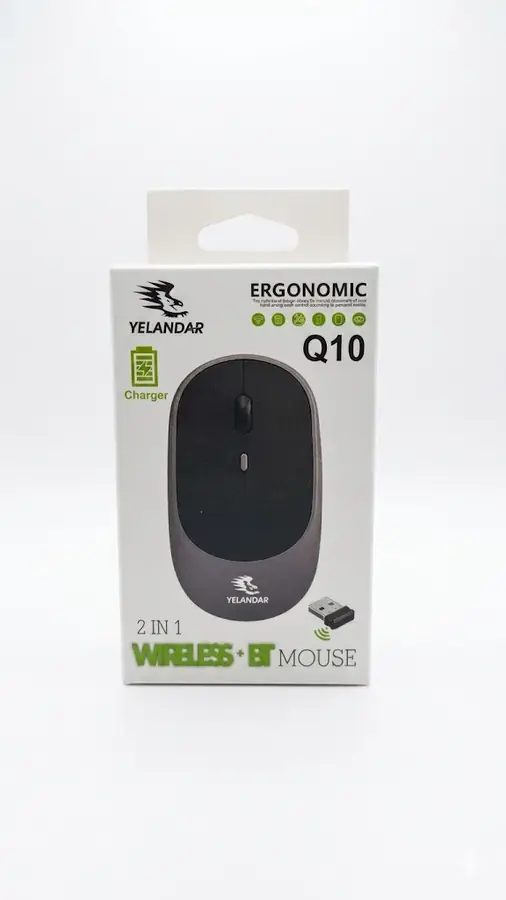 YELANDAR
ERGONOMIC
Q10
Charger
YELANDAR
2 IN 1
WIRELESS + BT MOUSE